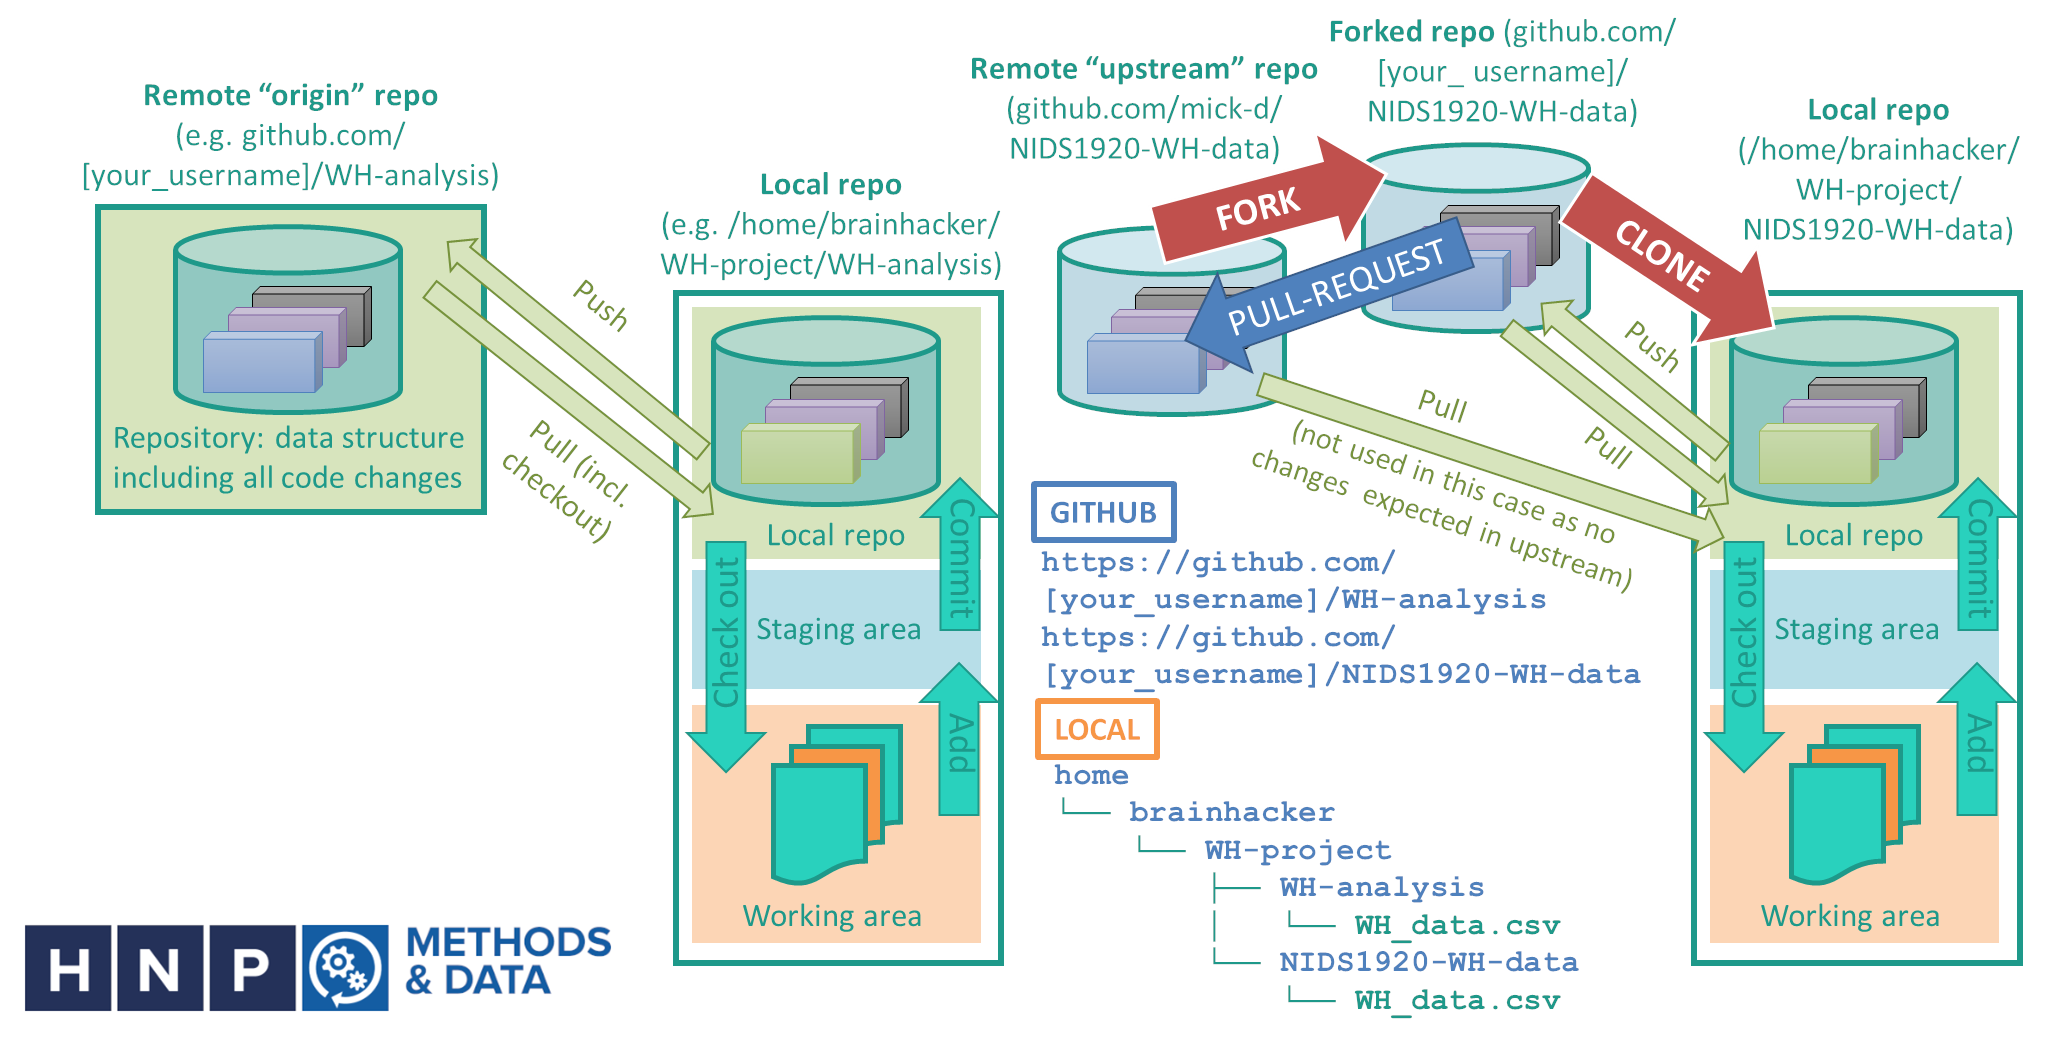 Remote “origin” repo
(e.g. github.com/
[your_username]/WH-analysis)
Repository: data structure
including all code changes
Push
Pull (incl.
checkout)
Local repo
(e.g. /home/brainhacker/
WH-project/WH-analysis)
Local repo
Staging area
Working area
Check out
Commit
Add
Remote “upstream” repo
(github.com/mick-d/
NIDS1920-WH-data)
Forked repo (github.com/
[your_ username]/
NIDS1920-WH-data)
FORK
PULL-REQUEST
CLONE
Push
Pull
Pull
(not used in this case as no
changes expected in upstream)
Local repo
(/home/brainhacker/
WH-project/
NIDS1920-WH-data)
Local repo
Staging area
Working area
Check out
Commit
Add
GITHUB
https://github.com/
[your_username]/WH-analysis
https://github.com/
[your_username]/NIDS1920-WH-data
LOCAL
home
└── brainhacker
└── WH-project
├── WH-analysis
│ └── WH_data.csv
└── NIDS1920-WH-data
└── WH_data.csv
HNP
METHODS
& DATA